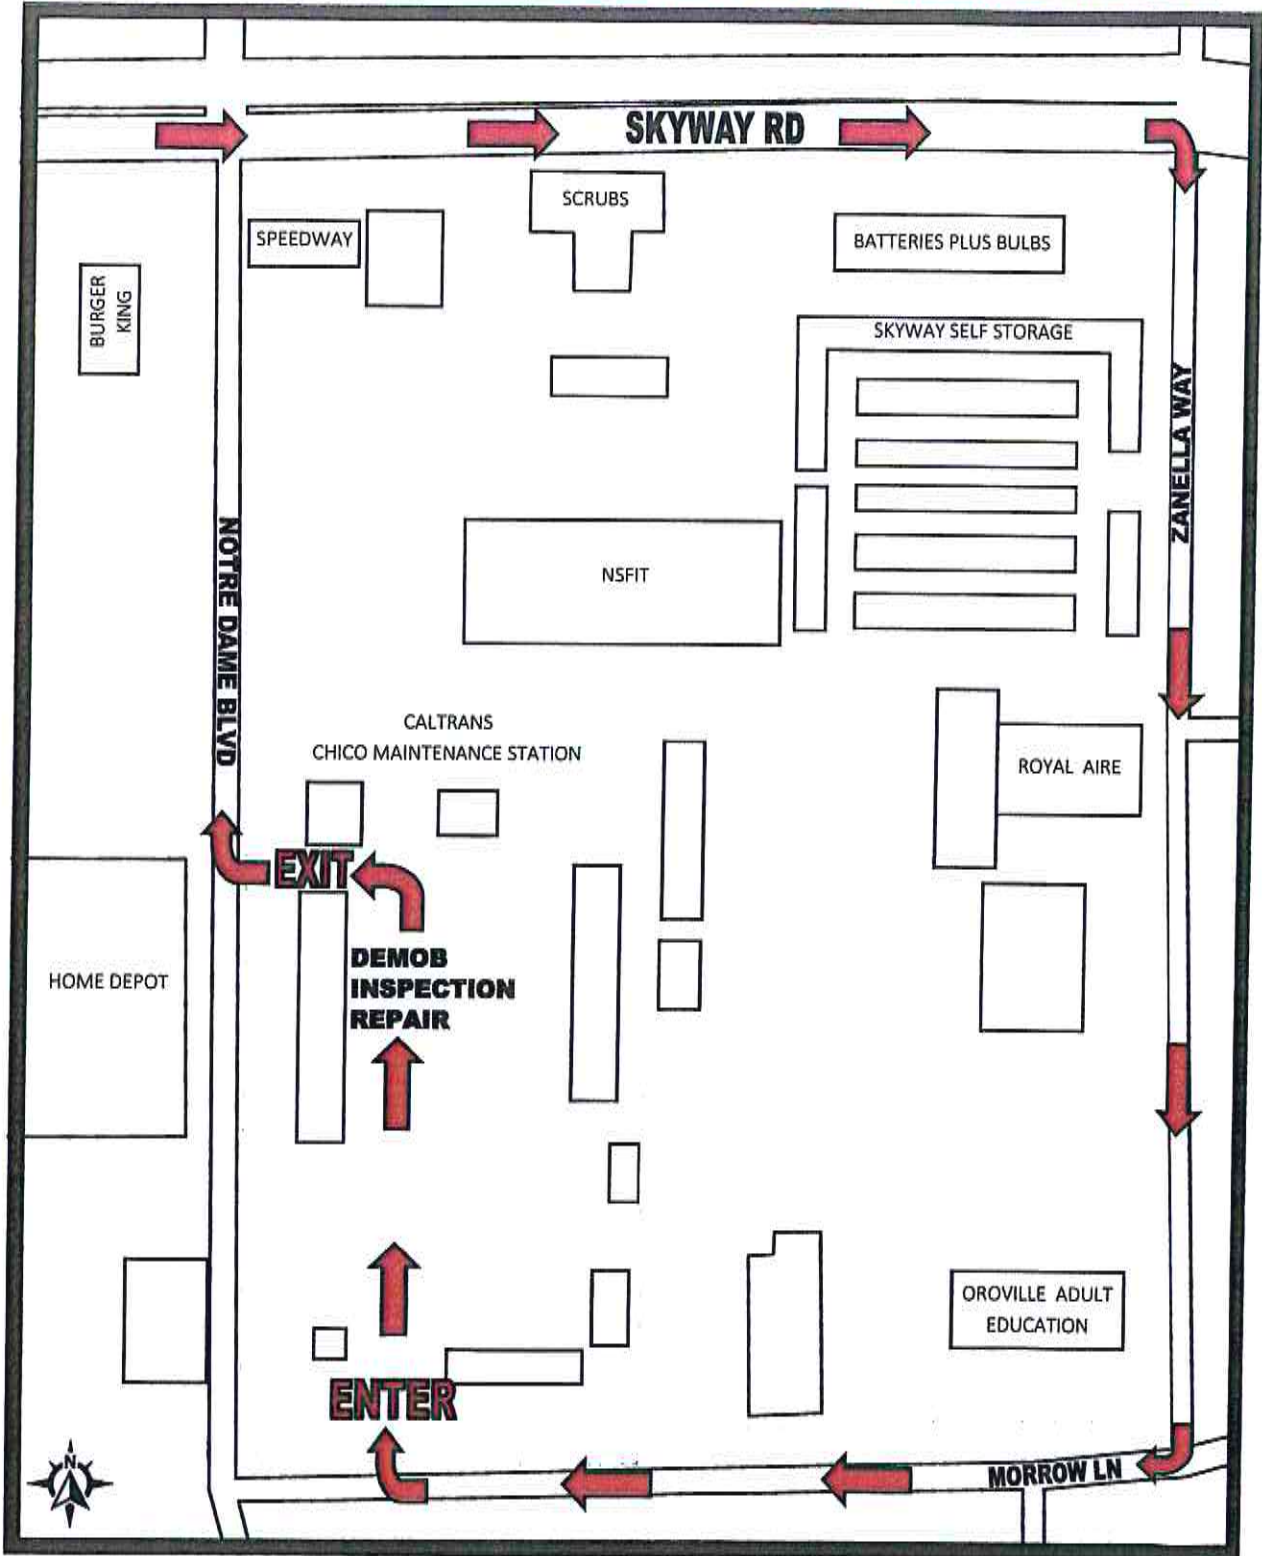 SKYWAY RD
SCRUBS
SPEEDWAY
BATTERIES PLUS BULBS
BURGER
KING
SKYWAY SELF STORAGE
ZANELLA WAY
NOTRE DAME BLVD
NSFIT
CALTRANS
CHICO MAINTENANCE STATION
ROYAL AIRE
EXIT
DEMOB
INSPECTION
REPAIR
HOME DEPOT
OROVILLE ADULT
EDUCATION
ENTER
N
MORROW LN